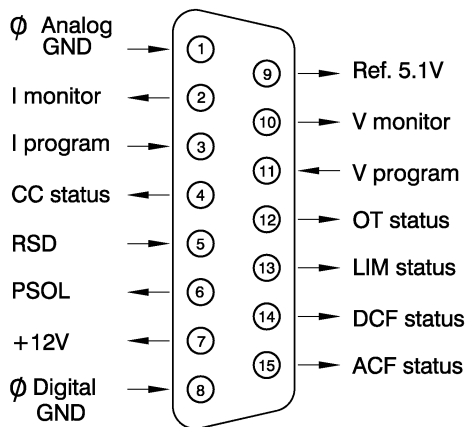 Ø Analog
GND
1
I monitor
2
I program
3
CC status
4
RSD
5
PSOL
6
+12V
7
Ø Digital
GND
8
9
Ref. 5.1V
10
V monitor
11
V program
12
OT status
13
LIM status
14
DCF status
15
ACF status